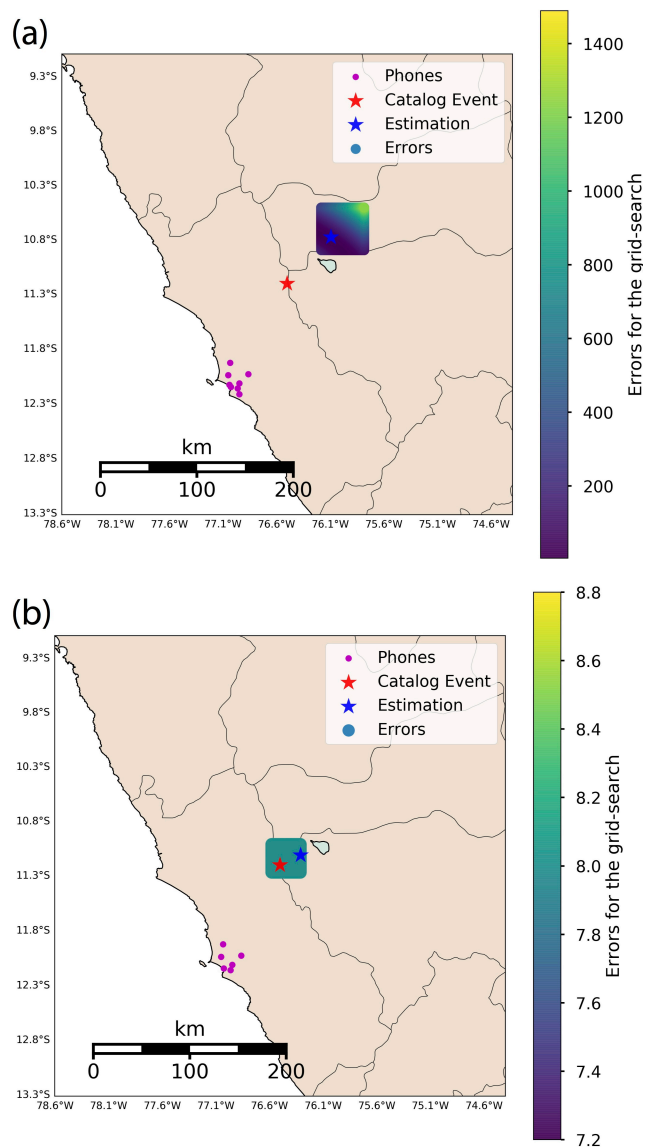 (a)
Phones
Catalog Event
Estimation
Errors
9.3°S
9.8°S
10.3°S
10.8°S
11.3°S
11.8°S
12.3°S
12.8°S
13.3°S
km
0 100 200
78.6°W 78.1°W 77.6°W 77.1°W 76.6°W 76.1°W 75.6°W 75.1°W 74.6°W
1400
1200
1000
800
600
400
200
Errors for the grid-search
(b)
Phones
Catalog Event
Estimation
Errors
9.3°S
9.8°S
10.3°S
10.8°S
11.3°S
11.8°S
12.3°S
12.8°S
13.3°S
km
0 100 200
78.6°W 78.1°W 77.6°W 77.1°W 76.6°W 76.1°W 75.6°W 75.1°W 74.6°W
8.8
8.6
8.4
8.2
8.0
7.8
7.6
7.4
7.2
Errors for the grid-search